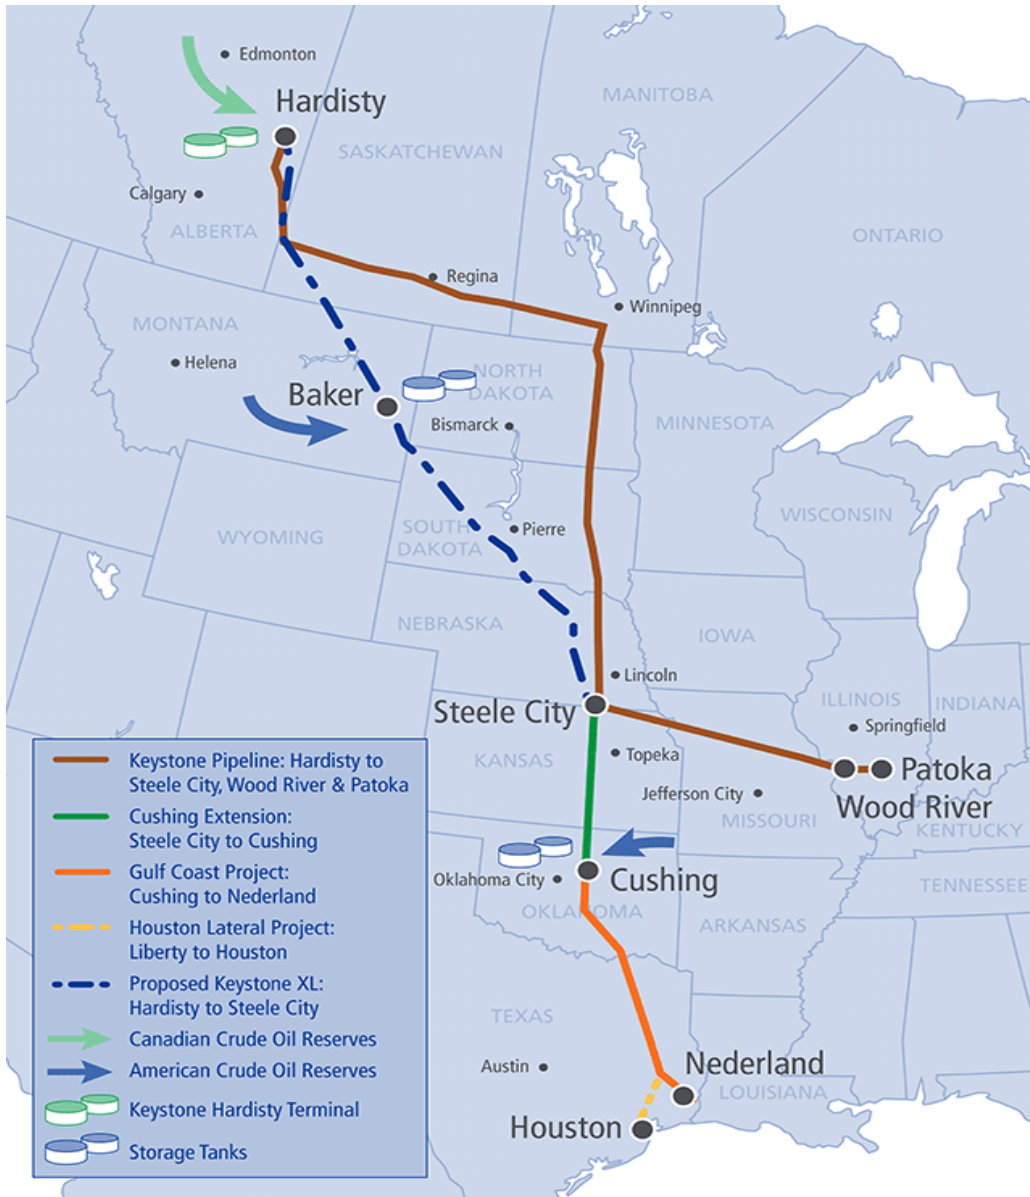 Edmonton
Hardisty
MANITOBA
SASKATCHEWAN
Calgary
ALBERTA
ONTARIO
Regina
Winnipeg
MONTANA
Helena
NORTH
DAKOTA
Baker
Bismarck
MINNESOTA
WISCONSIN
SOUTH
DAKOTA
Pierre
WYOMING
NEBRASKA
IOWA
Lincoln
ILLINOIS
INDIANA
Steele City
Springfield
KANSAS
Topeka
Patoka
Wood River
Jefferson City
MISSOURI
KENTUCKY
Oklahoma City
Cushing
TENNESSEE
OKLAHOMA
ARKANSAS
TEXAS
Austin
Nederland
LOUISIANA
Houston
Keystone Pipeline: Hardisty to
Steele City, Wood River & Patoka
Cushing Extension:
Steele City to Cushing
Gulf Coast Project:
Cushing to Nederland
Houston Lateral Project:
Liberty to Houston
Proposed Keystone XL:
Hardisty to Steele City
Canadian Crude Oil Reserves
American Crude Oil Reserves
Keystone Hardisty Terminal
Storage Tanks